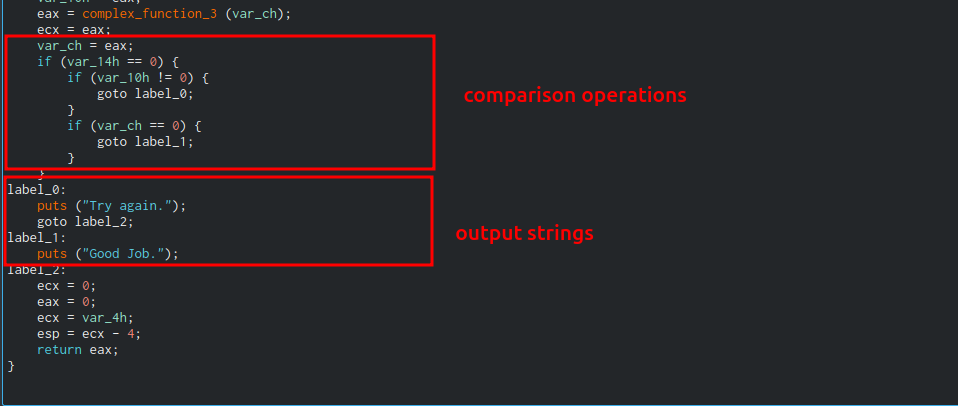 var_10h = eax;
eax = complex_function_3 (var_ch);
ecx = eax;
var_ch = eax;
if (var_14h == 0) {
if (var_10h != 0) {
goto label_0;
}
if (var_ch == 0) {
goto label_1;
}
}
comparison operations
label_0:
puts ("Try again.");
goto label_2;
label_1:
puts ("Good Job.");
output strings
label_2:
ecx = 0;
eax = 0;
ecx = var_4h;
esp = ecx - 4;
return eax;
}